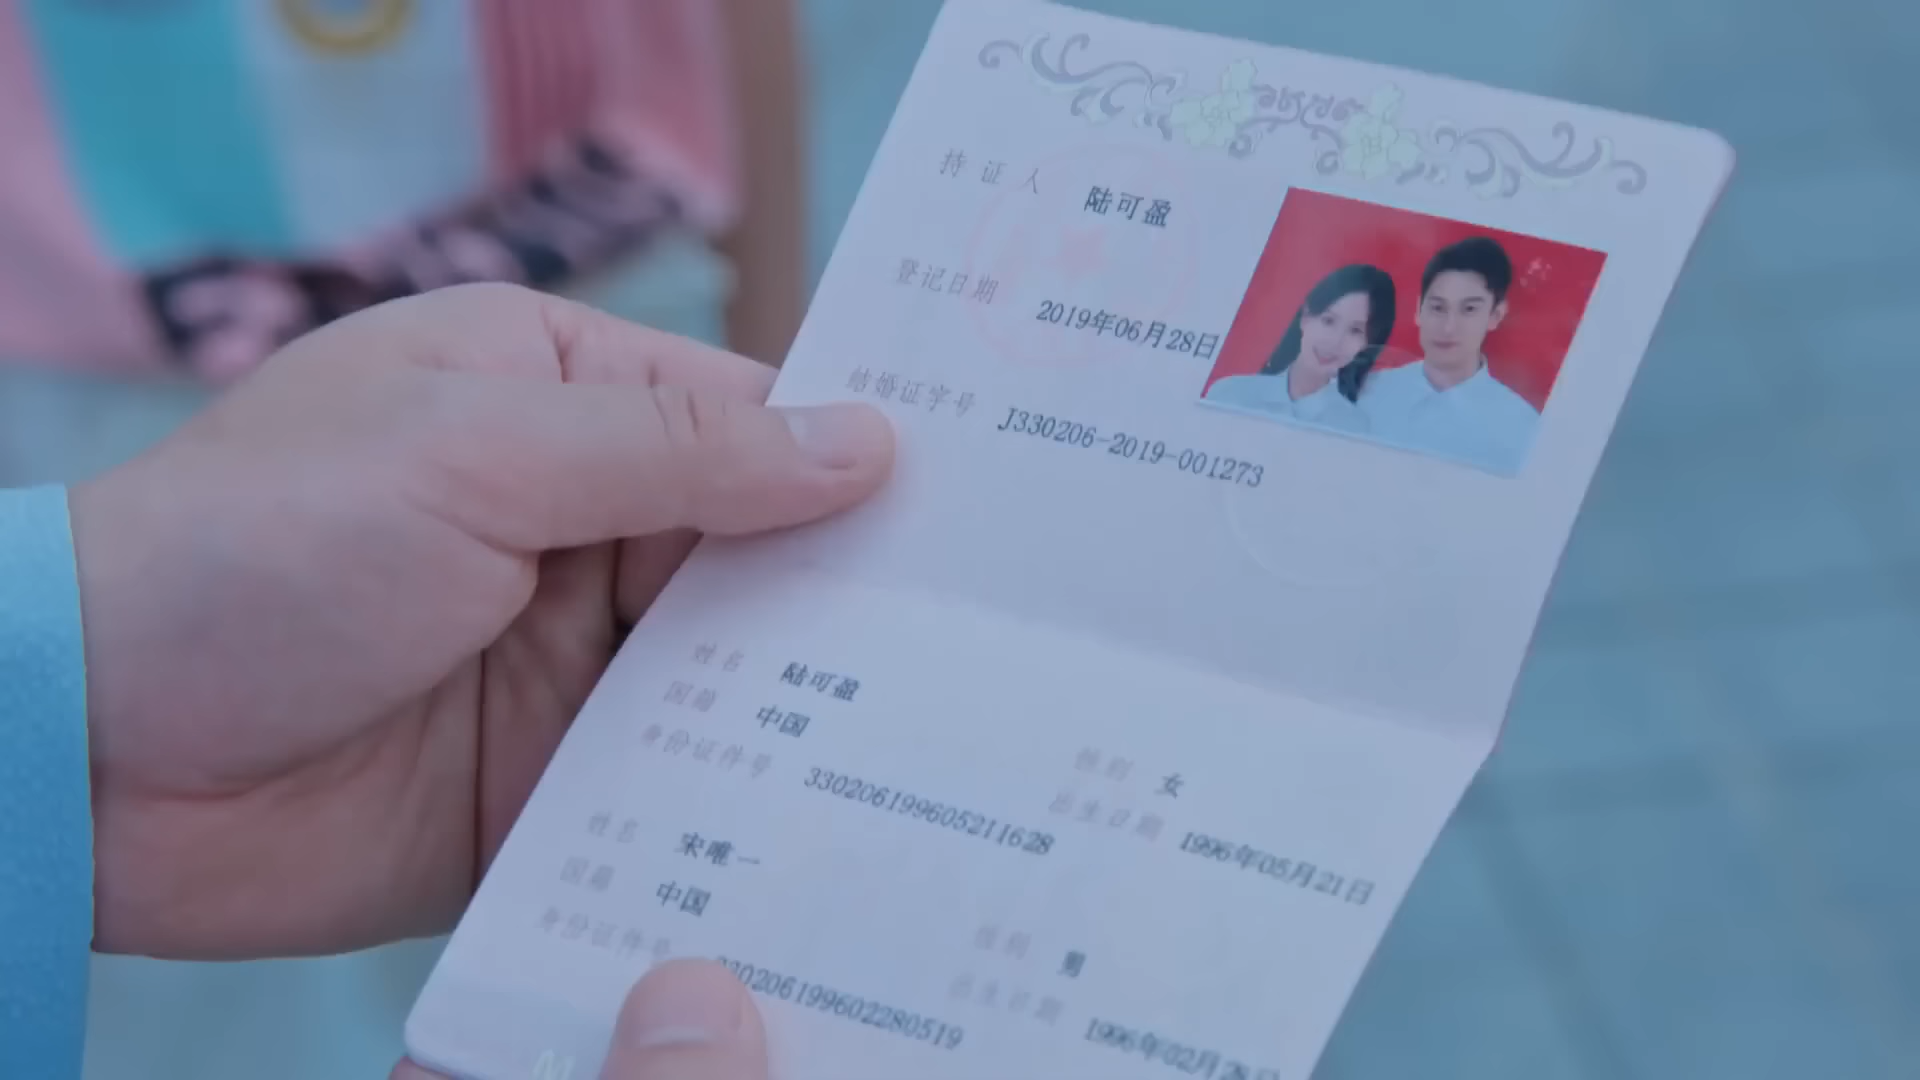 持证人 陆可盈
登记日期 2019年06月28日
结婚证字号 J330206-2019-001273
姓名 陆可盈
性别 女
国籍 中国
出生日期 1996年05月21日
身份证件号 330206199605211628
姓名 宋唯一
性别 男
国籍 中国
出生日期 1996年02月28日
身份证件号 330206199602280519